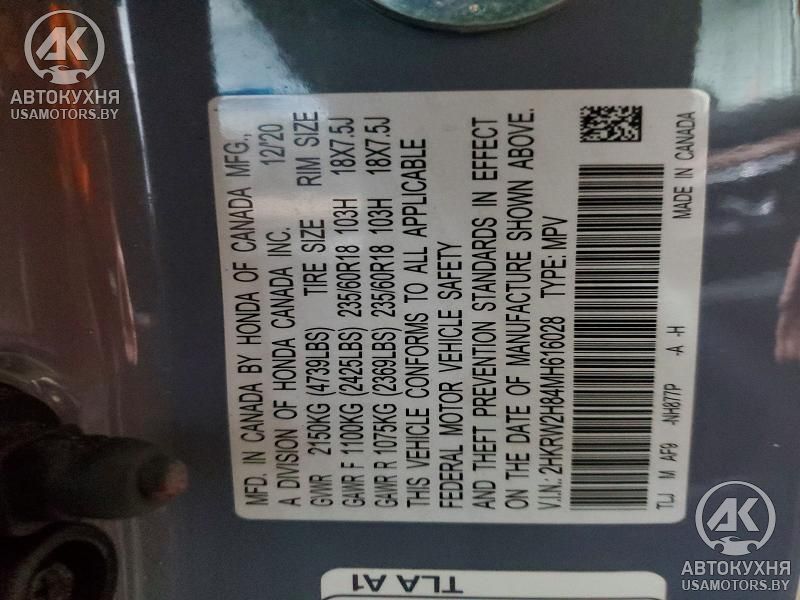 AK
АВТОКУХНЯ
USAMOTORS.BY
MFD. IN CANADA BY HONDA OF CANADA MFG.,
A DIVISION OF HONDA CANADA INC. 12/20
GVWR 2150KG (4739LBS) TIRE SIZE RIM SIZE
GAWR F 1100KG (2425LBS) 235/60R18 103H 18X7.5J
GAWR R 1075KG (2369LBS) 235/60R18 103H 18X7.5J
THIS VEHICLE CONFORMS TO ALL APPLICABLE
FEDERAL MOTOR VEHICLE SAFETY
AND THEFT PREVENTION STANDARDS IN EFFECT
ON THE DATE OF MANUFACTURE SHOWN ABOVE.
V.I.N.: 2HKRW2H84MH616028 TYPE: MPV
TLJ M AF9 -NH877P -A -H MADE IN CANADA
TLA A1
AK
АВТОКУХНЯ
USAMOTORS.BY